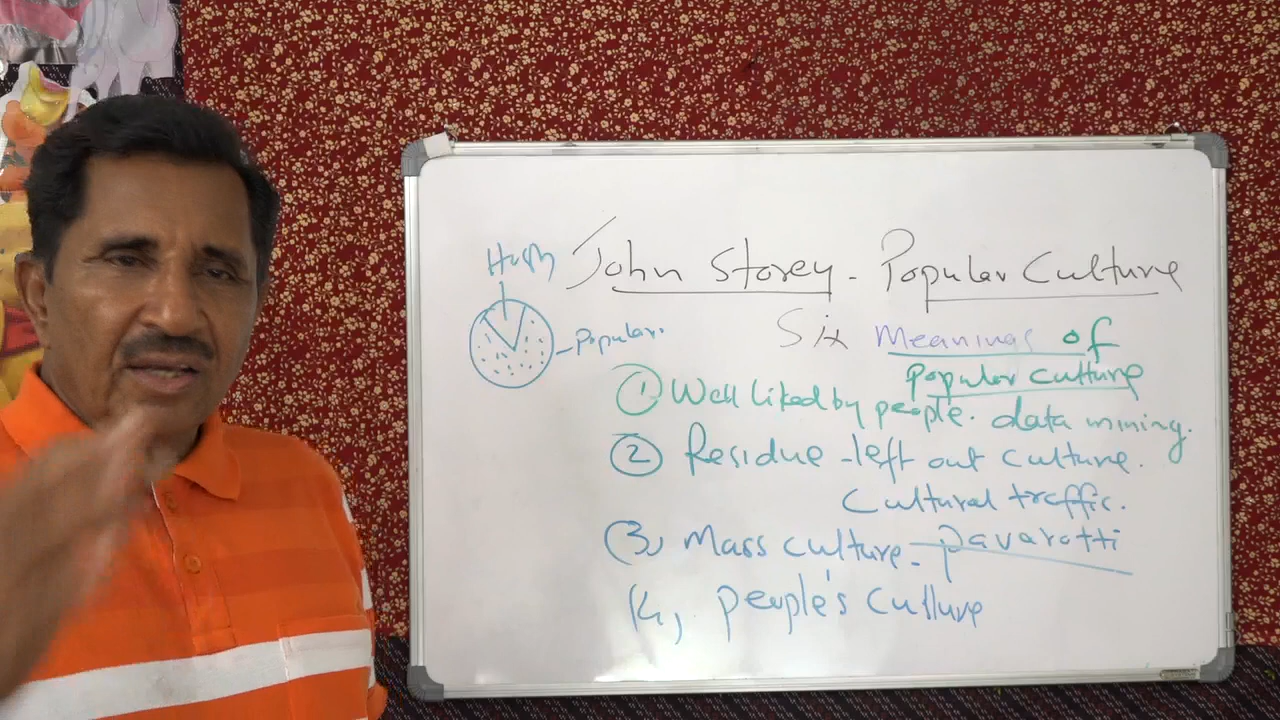 John Storey - Popular Culture
High
Popular.
Six Meanings of
popular culture
① Well liked by people. data mining.
② Residue - left out culture.
Cultural traffic.
③, Mass culture - Pavarotti
4, people's Culture